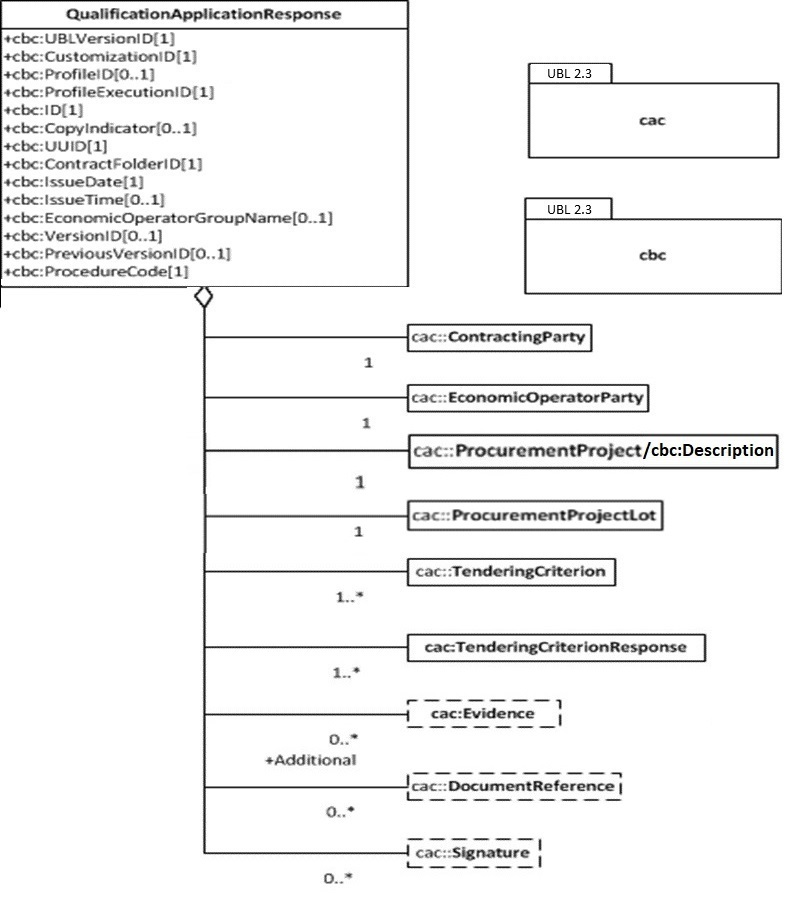 QualificationApplicationResponse
+cbc:UBLVersionID[1]
+cbc:CustomizationID[1]
+cbc:ProfileID[0..1]
+cbc:ProfileExecutionID[1]
+cbc:ID[1]
+cbc:CopyIndicator[0..1]
+cbc:UUID[1]
+cbc:ContractFolderID[1]
+cbc:IssueDate[1]
+cbc:IssueTime[0..1]
+cbc:EconomicOperatorGroupName[0..1]
+cbc:VersionID[0..1]
+cbc:PreviousVersionID[0..1]
+cbc:ProcedureCode[1]
UBL 2.3
cac
UBL 2.3
cbc
cac::ContractingParty
1
cac::EconomicOperatorParty
1
cac::ProcurementProject/cbc:Description
1
cac::ProcurementProjectLot
1
cac::TenderingCriterion
1..*
cac:TenderingCriterionResponse
1..*
cac:Evidence
0..*
+Additional
cac::DocumentReference
0..*
cac::Signature
0..*